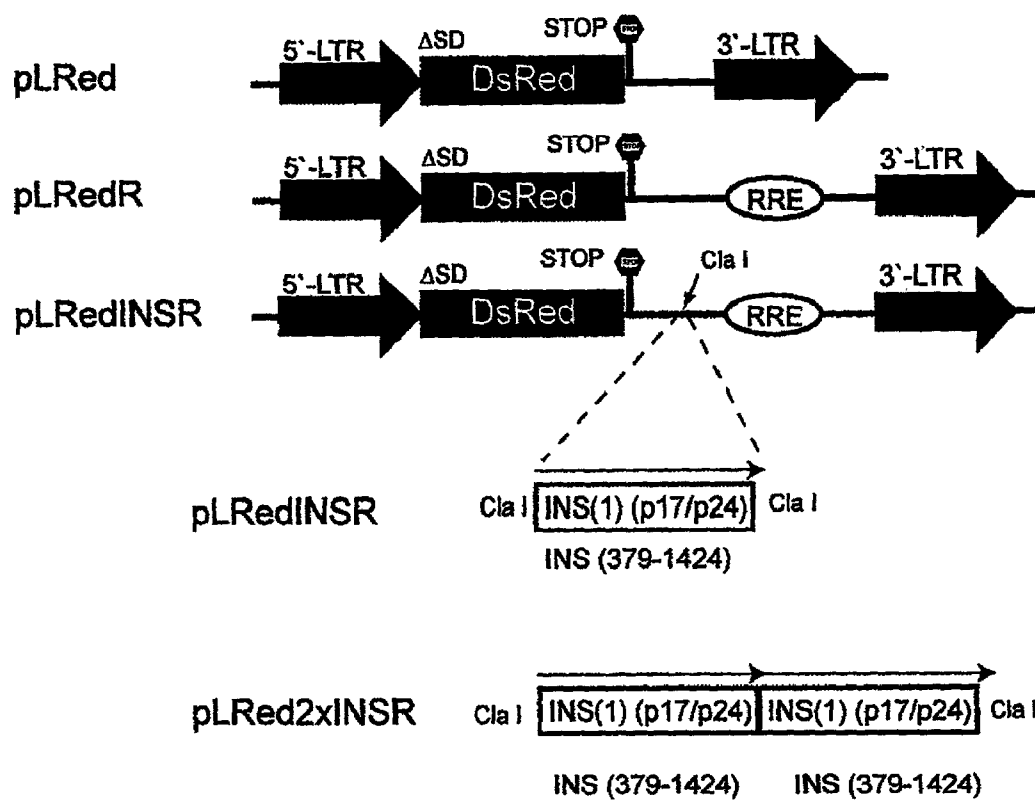 STOP
5`-LTR ΔSD 3`-LTR
pLRed DsRed
STOP
5`-LTR ΔSD 3`-LTR
pLRedR DsRed RRE
STOP Cla I
5`-LTR ΔSD 3`-LTR
pLRedINSR DsRed RRE
pLRedINSR Cla I INS(1) (p17/p24) Cla I
INS (379-1424)
pLRed2xINSR Cla I INS(1) (p17/p24) INS(1) (p17/p24) Cla I
INS (379-1424) INS (379-1424)